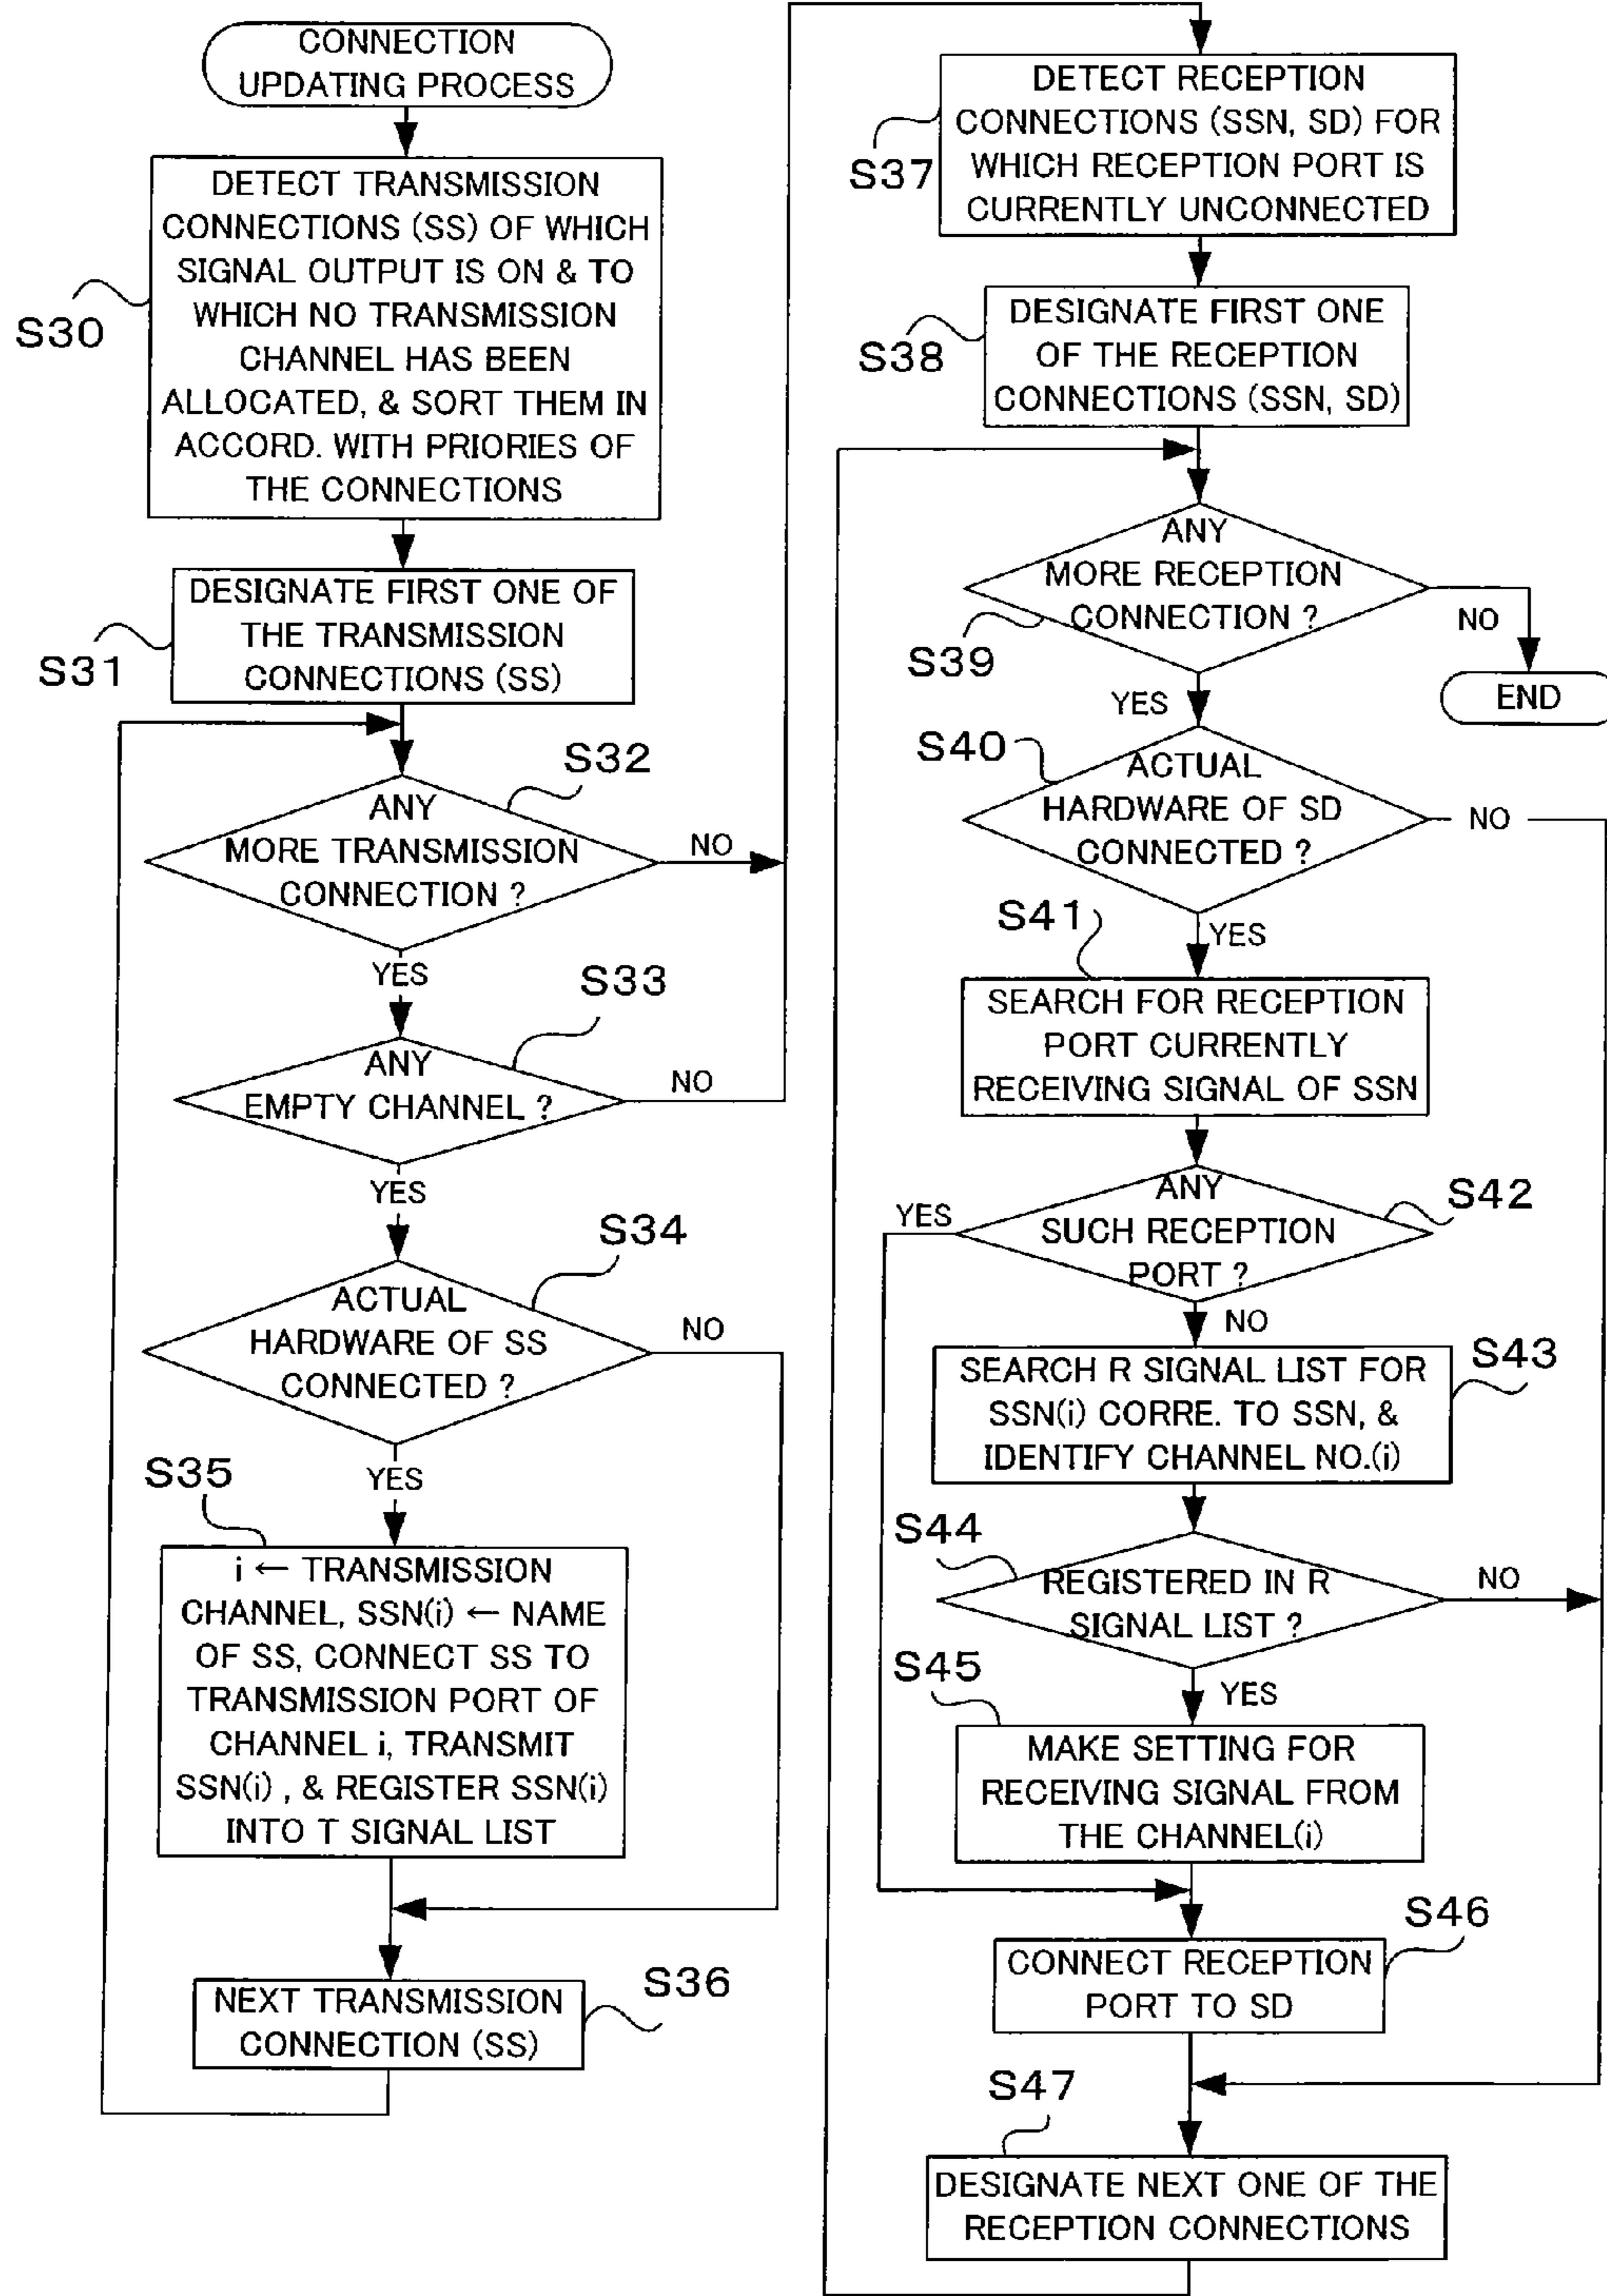 CONNECTION
UPDATING PROCESS
DETECT TRANSMISSION
CONNECTIONS (SS) OF WHICH
SIGNAL OUTPUT IS ON & TO
WHICH NO TRANSMISSION
CHANNEL HAS BEEN
ALLOCATED, & SORT THEM IN
ACCORD. WITH PRIORIES OF
THE CONNECTIONS
S30
DESIGNATE FIRST ONE OF
THE TRANSMISSION
CONNECTIONS (SS)
S31
S32
ANY
MORE TRANSMISSION
CONNECTION ?
NO
YES
S33
ANY
EMPTY CHANNEL ?
NO
YES
S34
ACTUAL
HARDWARE OF SS
CONNECTED ?
NO
YES
S35
i ← TRANSMISSION
CHANNEL, SSN(i) ← NAME
OF SS, CONNECT SS TO
TRANSMISSION PORT OF
CHANNEL i, TRANSMIT
SSN(i) , & REGISTER SSN(i)
INTO T SIGNAL LIST
NEXT TRANSMISSION
CONNECTION (SS)
S36
DETECT RECEPTION
CONNECTIONS (SSN, SD) FOR
WHICH RECEPTION PORT IS
CURRENTLY UNCONNECTED
S37
DESIGNATE FIRST ONE
OF THE RECEPTION
CONNECTIONS (SSN, SD)
S38
ANY
MORE RECEPTION
CONNECTION ?
S39
NO
END
YES
S40
ACTUAL
HARDWARE OF SD
CONNECTED ?
NO
S41
YES
SEARCH FOR RECEPTION
PORT CURRENTLY
RECEIVING SIGNAL OF SSN
ANY
SUCH RECEPTION
PORT ?
S42
YES
NO
SEARCH R SIGNAL LIST FOR
SSN(i) CORRE. TO SSN, &
IDENTIFY CHANNEL NO.(i)
S43
S44
REGISTERED IN R
SIGNAL LIST ?
NO
S45
YES
MAKE SETTING FOR
RECEIVING SIGNAL FROM
THE CHANNEL(i)
S46
CONNECT RECEPTION
PORT TO SD
S47
DESIGNATE NEXT ONE OF THE
RECEPTION CONNECTIONS